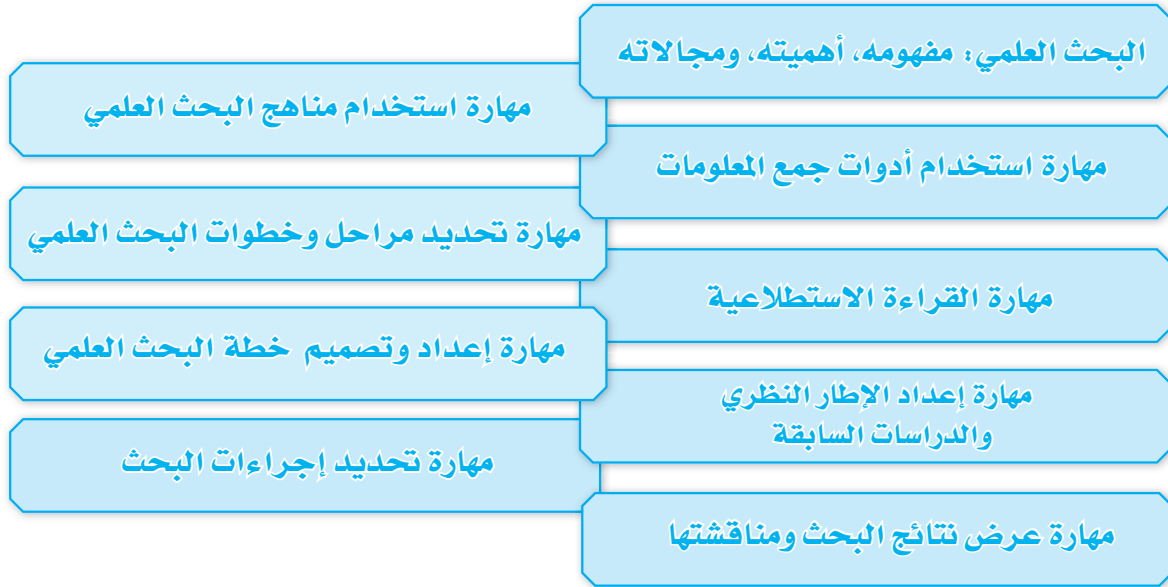 البحث العلمي: مفهومه، أهميته، ومجالاته
مهارة استخدام مناهج البحث العلمي
مهارة استخدام أدوات جمع المعلومات
مهارة تحديد مراحل وخطوات البحث العلمي
مهارة القراءة الاستطلاعية
مهارة إعداد وتصميم خطة البحث العلمي
مهارة إعداد الإطار النظري
والدراسات السابقة
مهارة تحديد إجراءات البحث
مهارة عرض نتائج البحث ومناقشتها